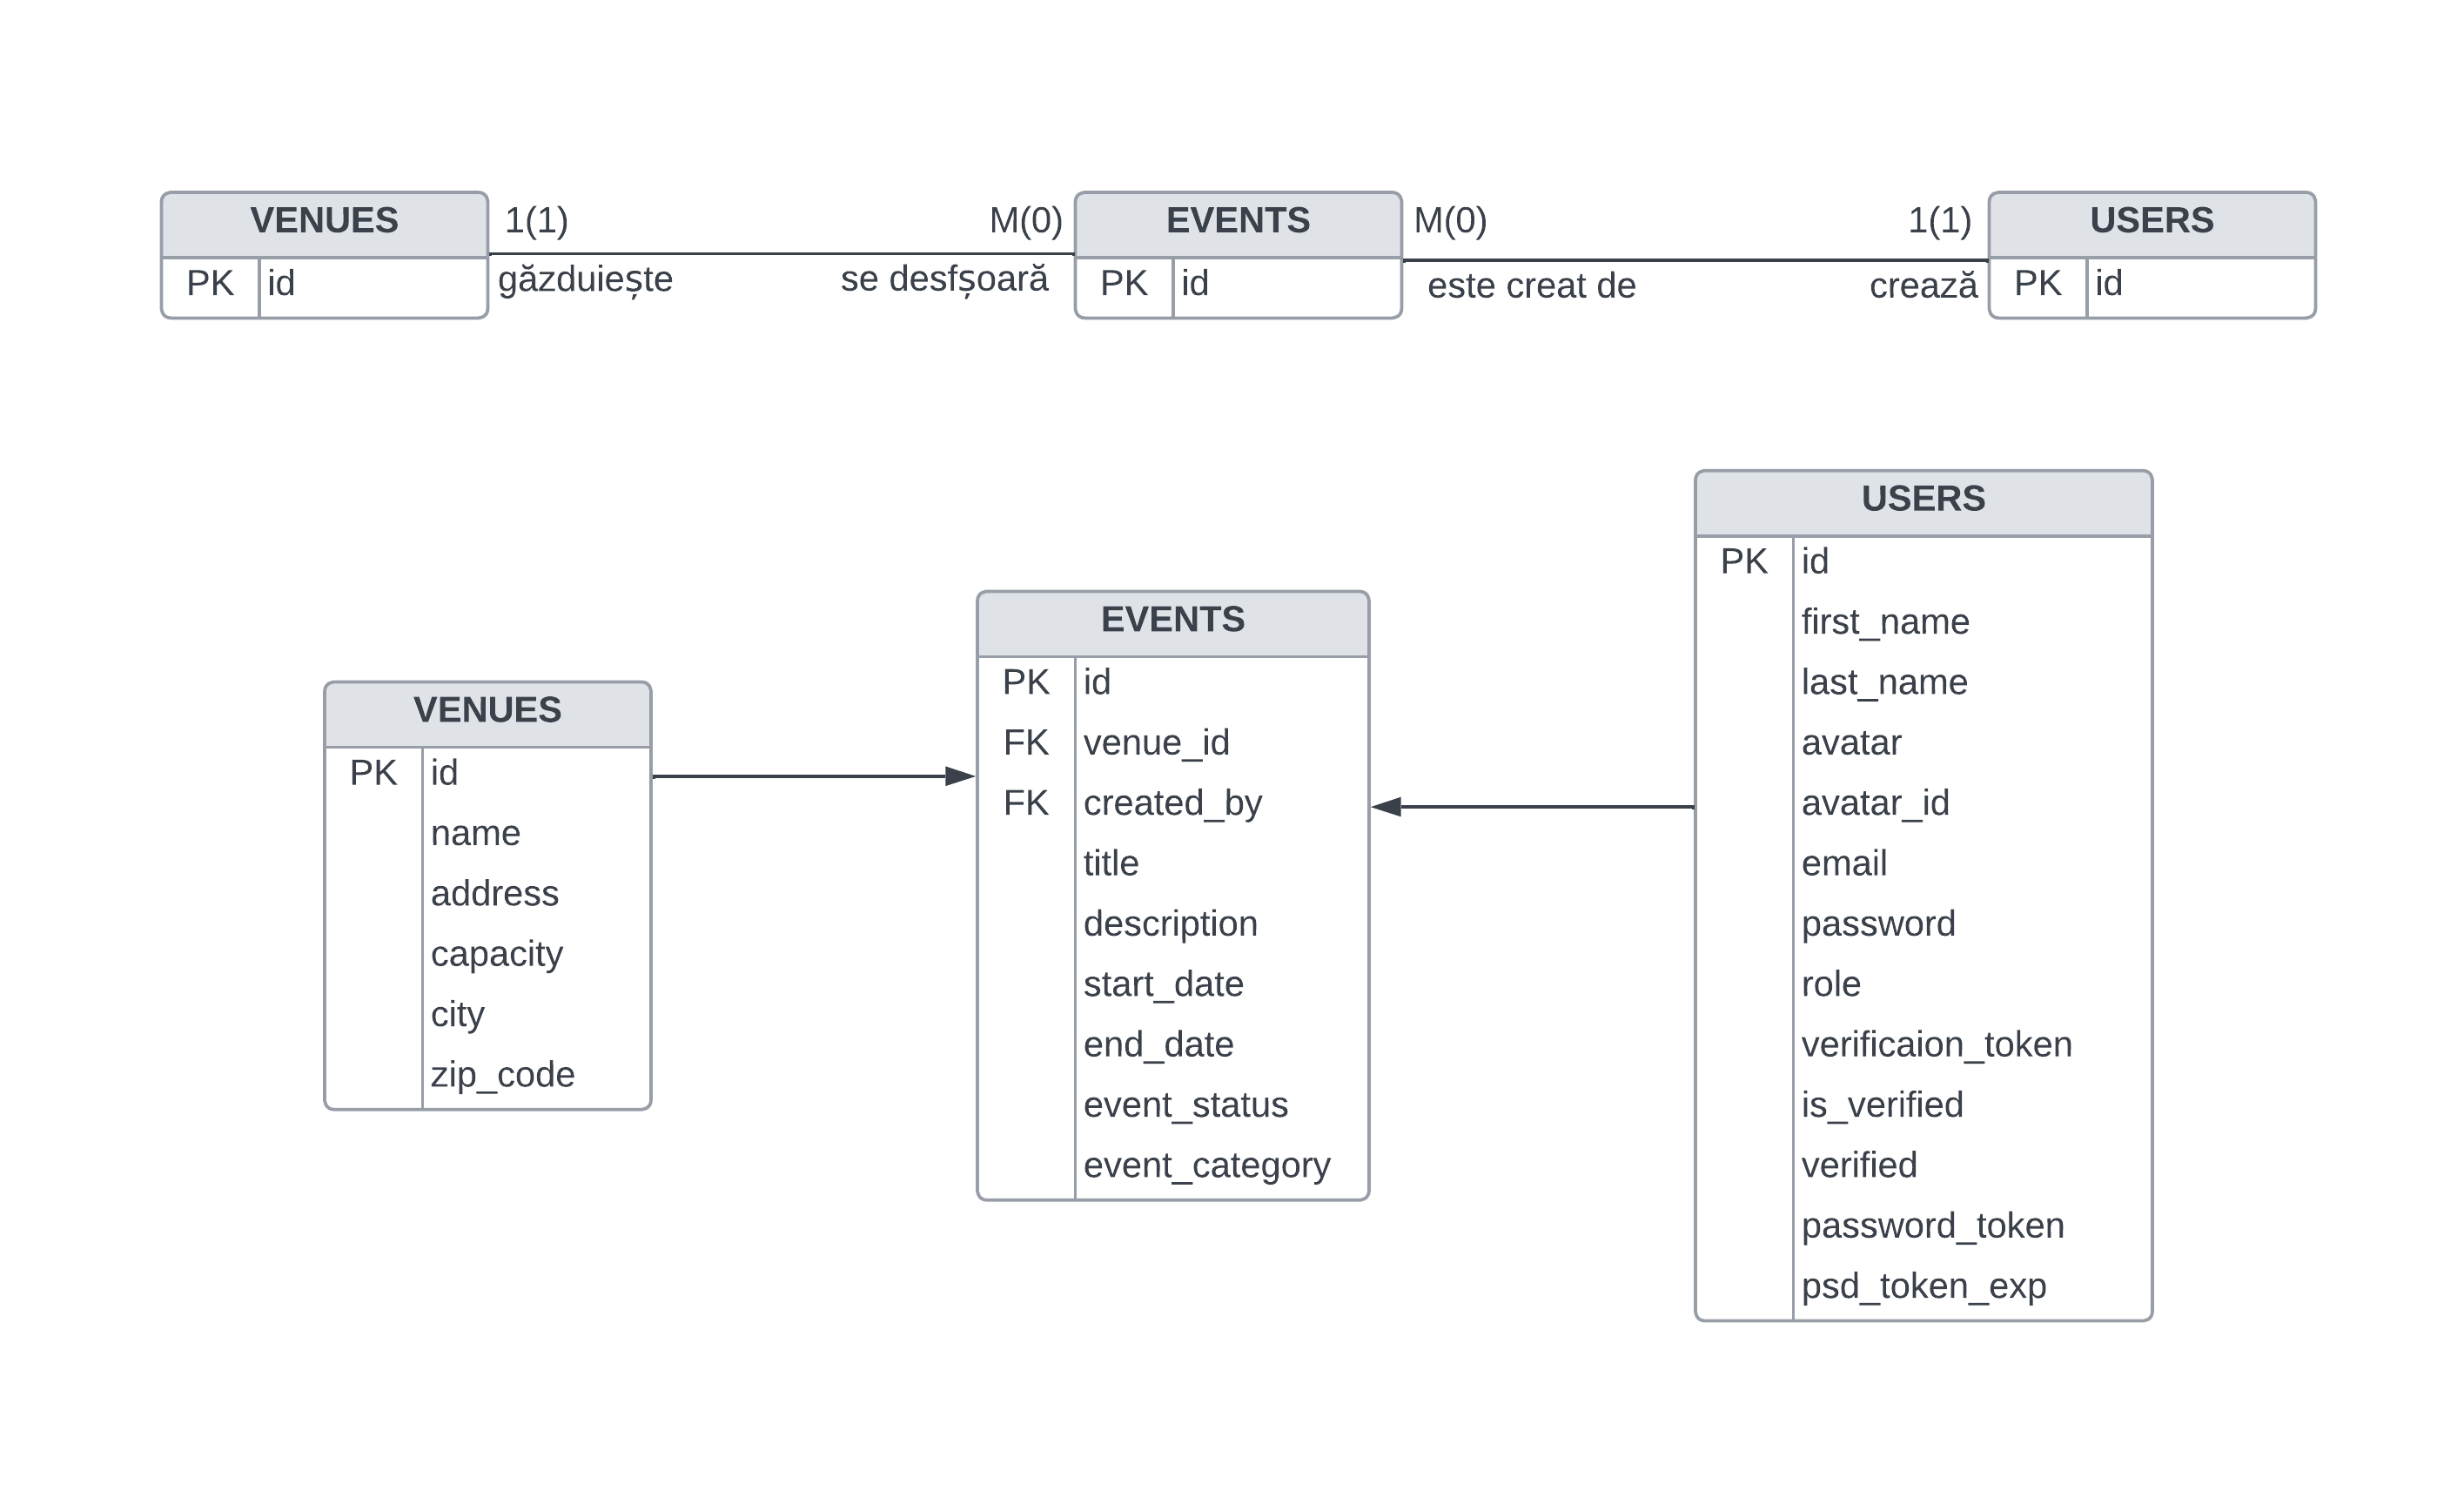 VENUES
PK id
1(1)
găzduiește
M(0)
se desfșoară
EVENTS
PK id
M(0)
este creat de
1(1)
crează
USERS
PK id
VENUES
PK id
name
address
capacity
city
zip_code
EVENTS
PK id
FK venue_id
FK created_by
title
description
start_date
end_date
event_status
event_category
USERS
PK id
first_name
last_name
avatar
avatar_id
email
password
role
verificaion_token
is_verified
verified
password_token
psd_token_exp